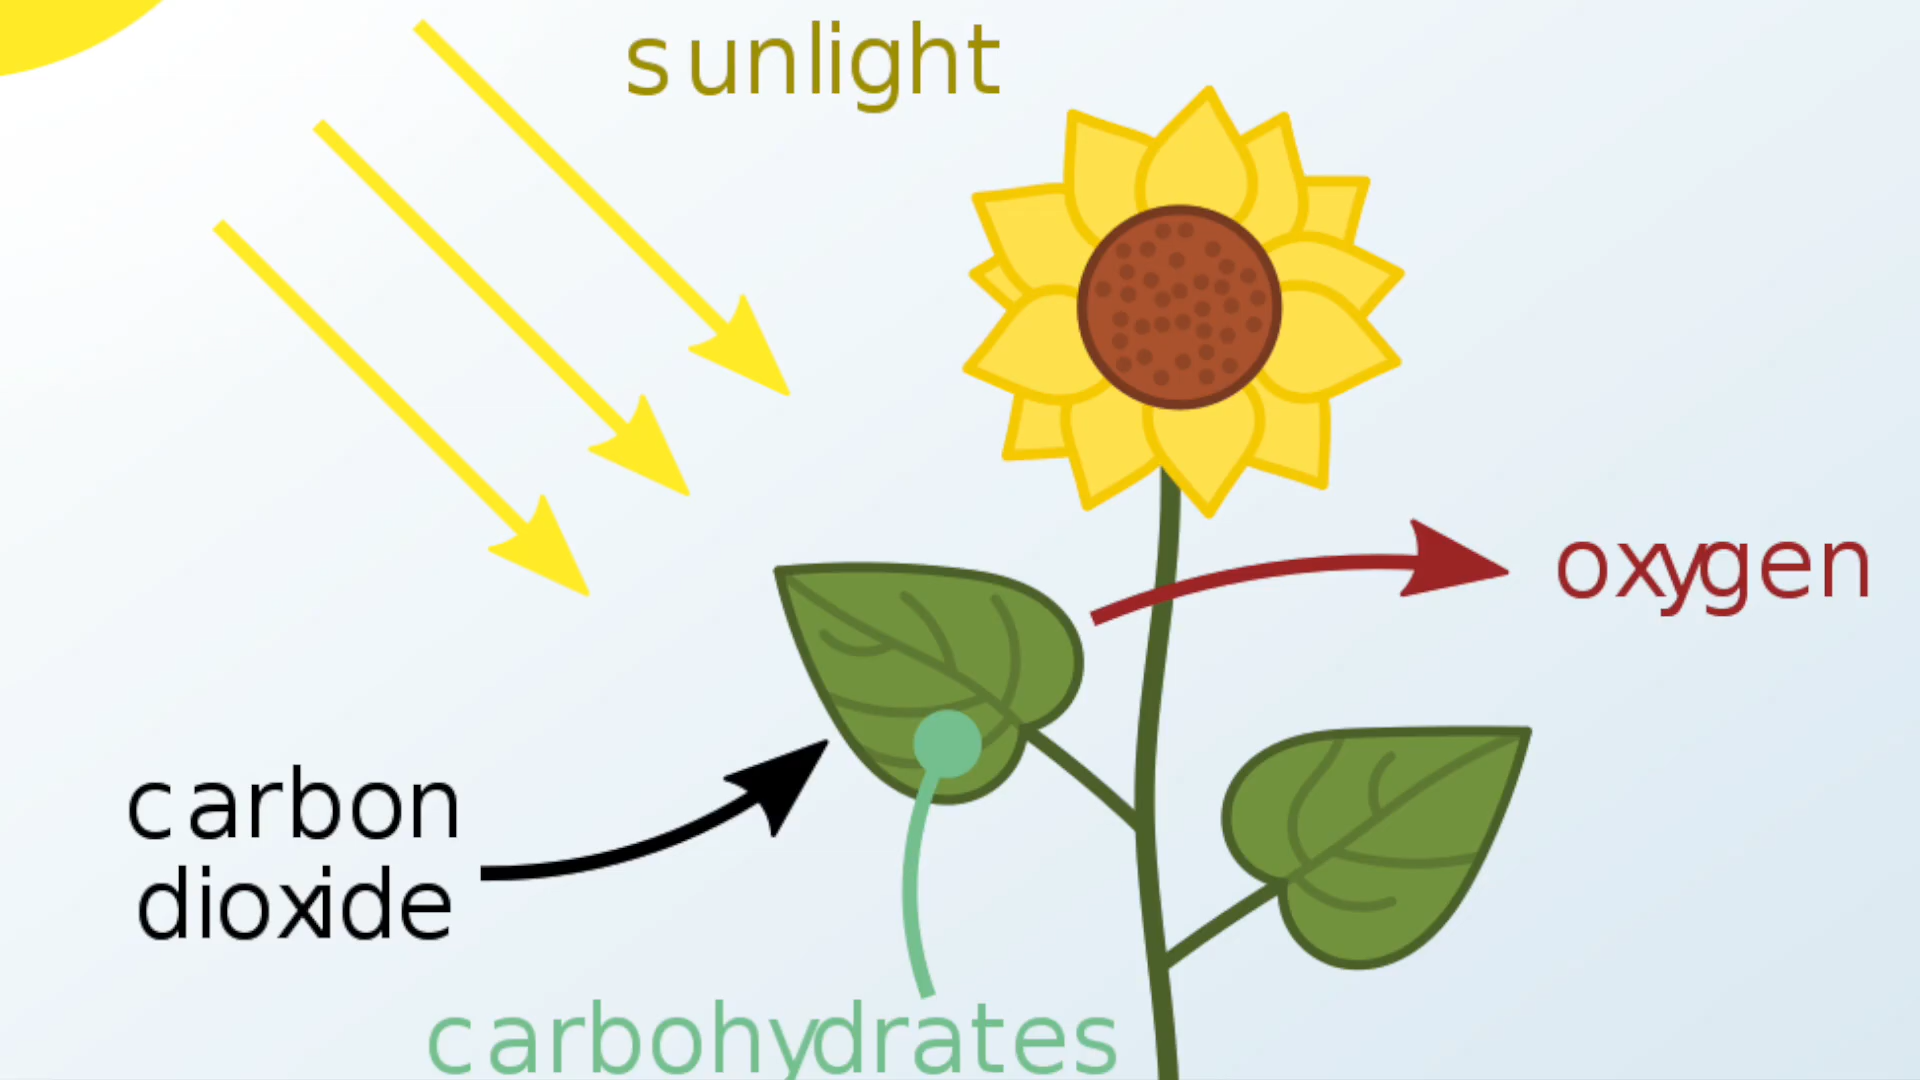 sunlight
oxygen
carbon
dioxide
carbohydrates